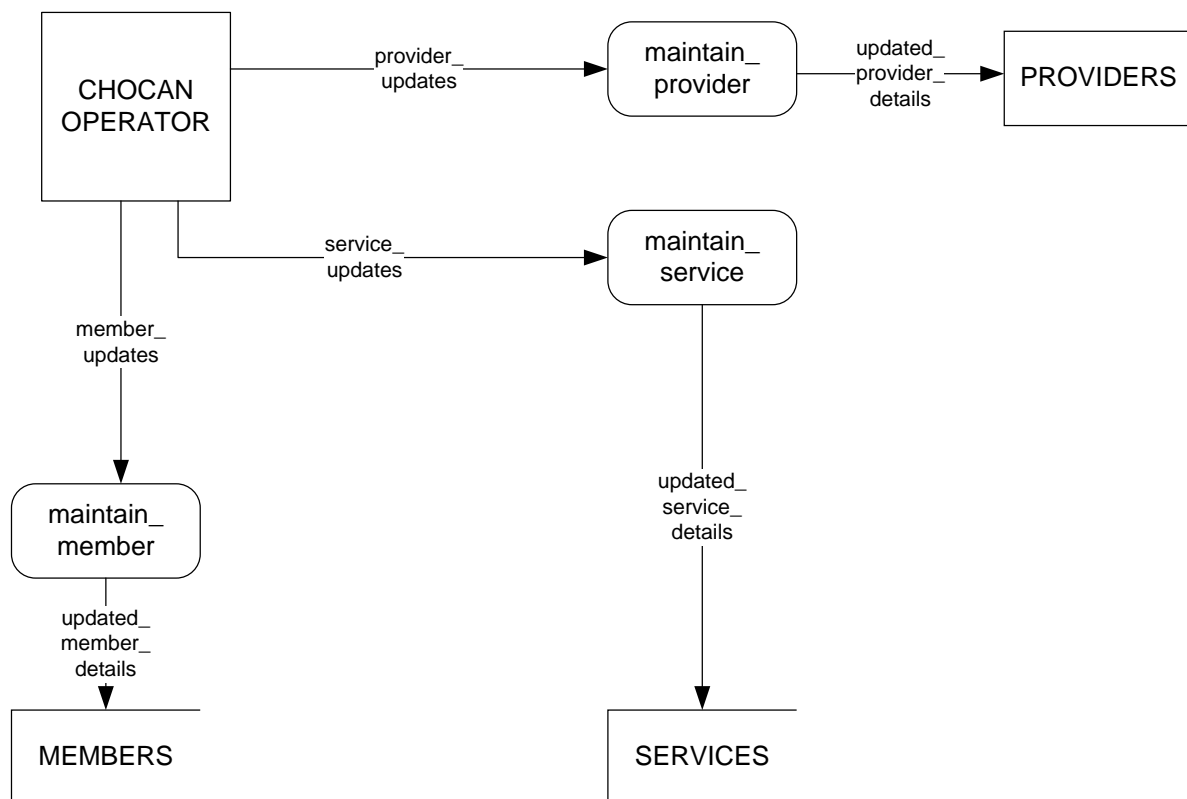 CHOCAN
OPERATOR
provider_
updates
maintain_
provider
updated_
provider_
details
PROVIDERS
service_
updates
maintain_
service
member_
updates
updated_
service_
details
maintain_
member
updated_
member_
details
MEMBERS
SERVICES